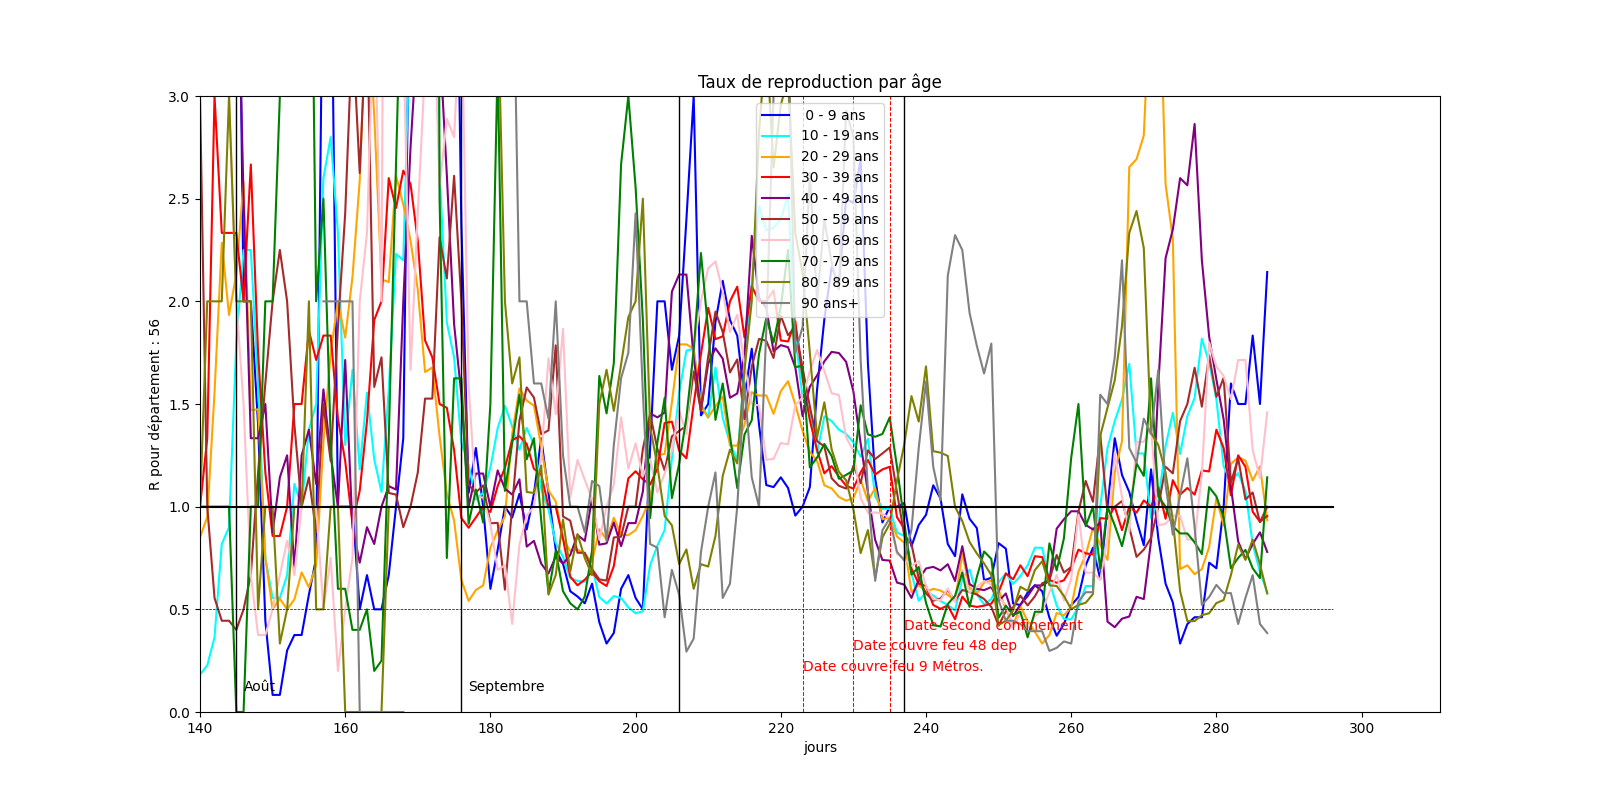 Taux de reproduction par âge
R pour département : 56
3.0
2.5
2.0
1.5
1.0
0.5
0.0
0 - 9 ans
10 - 19 ans
20 - 29 ans
30 - 39 ans
40 - 49 ans
50 - 59 ans
60 - 69 ans
70 - 79 ans
80 - 89 ans
90 ans+
Date second confinement
Date couvre feu 48 dep
Date couvre feu 9 Métros.
Août
Septembre
140 160 180 200 220 240 260 280 300
jours